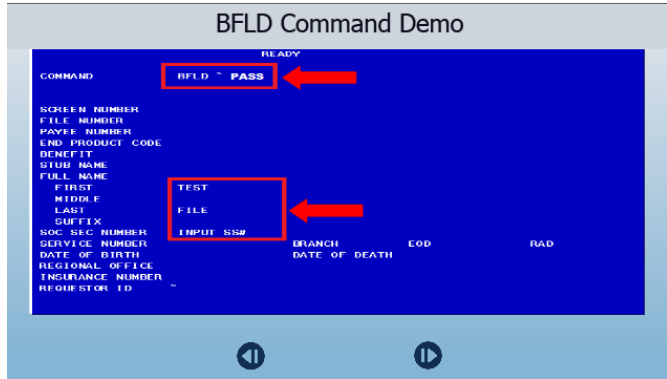 BFLD Command Demo
READY
COMMAND BFLD ~ PASS
SCREEN NUMBER
FILE NUMBER
PAYEE NUMBER
END PRODUCT CODE
BENEFIT
STUB NAME
FULL NAME
FIRST TEST
MIDDLE
LAST FILE
SUFFIX
SOC SEC NUMBER INPUT SS#
SERVICE NUMBER BRANCH EOD RAD
DATE OF BIRTH DATE OF DEATH
REGIONAL OFFICE
INSURANCE NUMBER
REQUESTOR ID ~